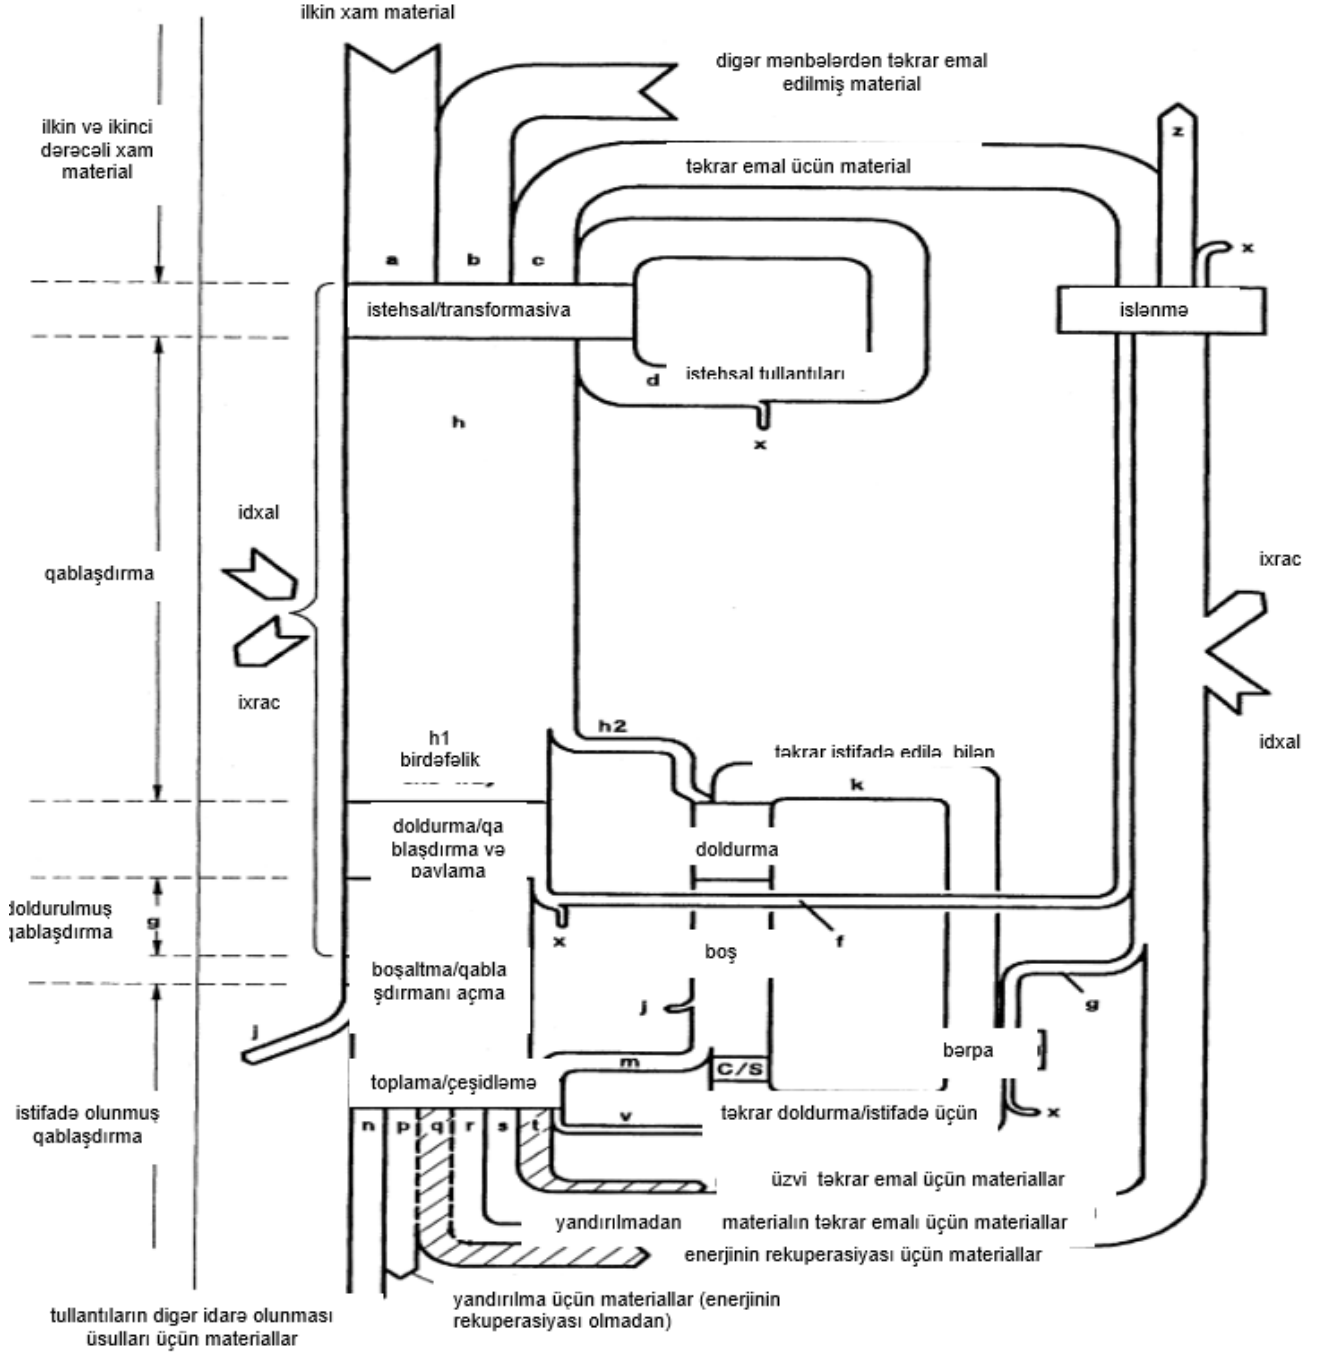 ilkin xam material
digər mənbələrdən təkrar emal
edilmiş material
z
ilkin və ikinci
dərəcəli xam
material
təkrar emal ücün material
x
a
b
c
istehsal/transformasiva
islənmə
d
istehsal tullantıları
h
x
idxal
ixrac
qablaşdırma
ixrac
idxal
h1
birdəfəlik
h2
təkrar istifadə edilə bilən
k
doldurma/qa
blaşdırma və
paylama
doldurma
doldurulmuş
qablaşdırma
g
x
f
boş
boşaltma/qabla
şdırmanı açma
j
j
g
bərpa
m
C/S
toplama/çeşidləmə
istifadə olunmuş
qablaşdırma
n
p
q
r
s
t
v
təkrar doldurma/istifadə üçün
x
üzvi təkrar emal üçün materiallar
yandırılmadan
materialın təkrar emalı üçün materiallar
enerjinin rekuperasiyası üçün materiallar
yandırılma üçün materiallar (enerjinin
rekuperasiyası olmadan)
tullantıların digər idarə olunması
üsulları üçün materiallar